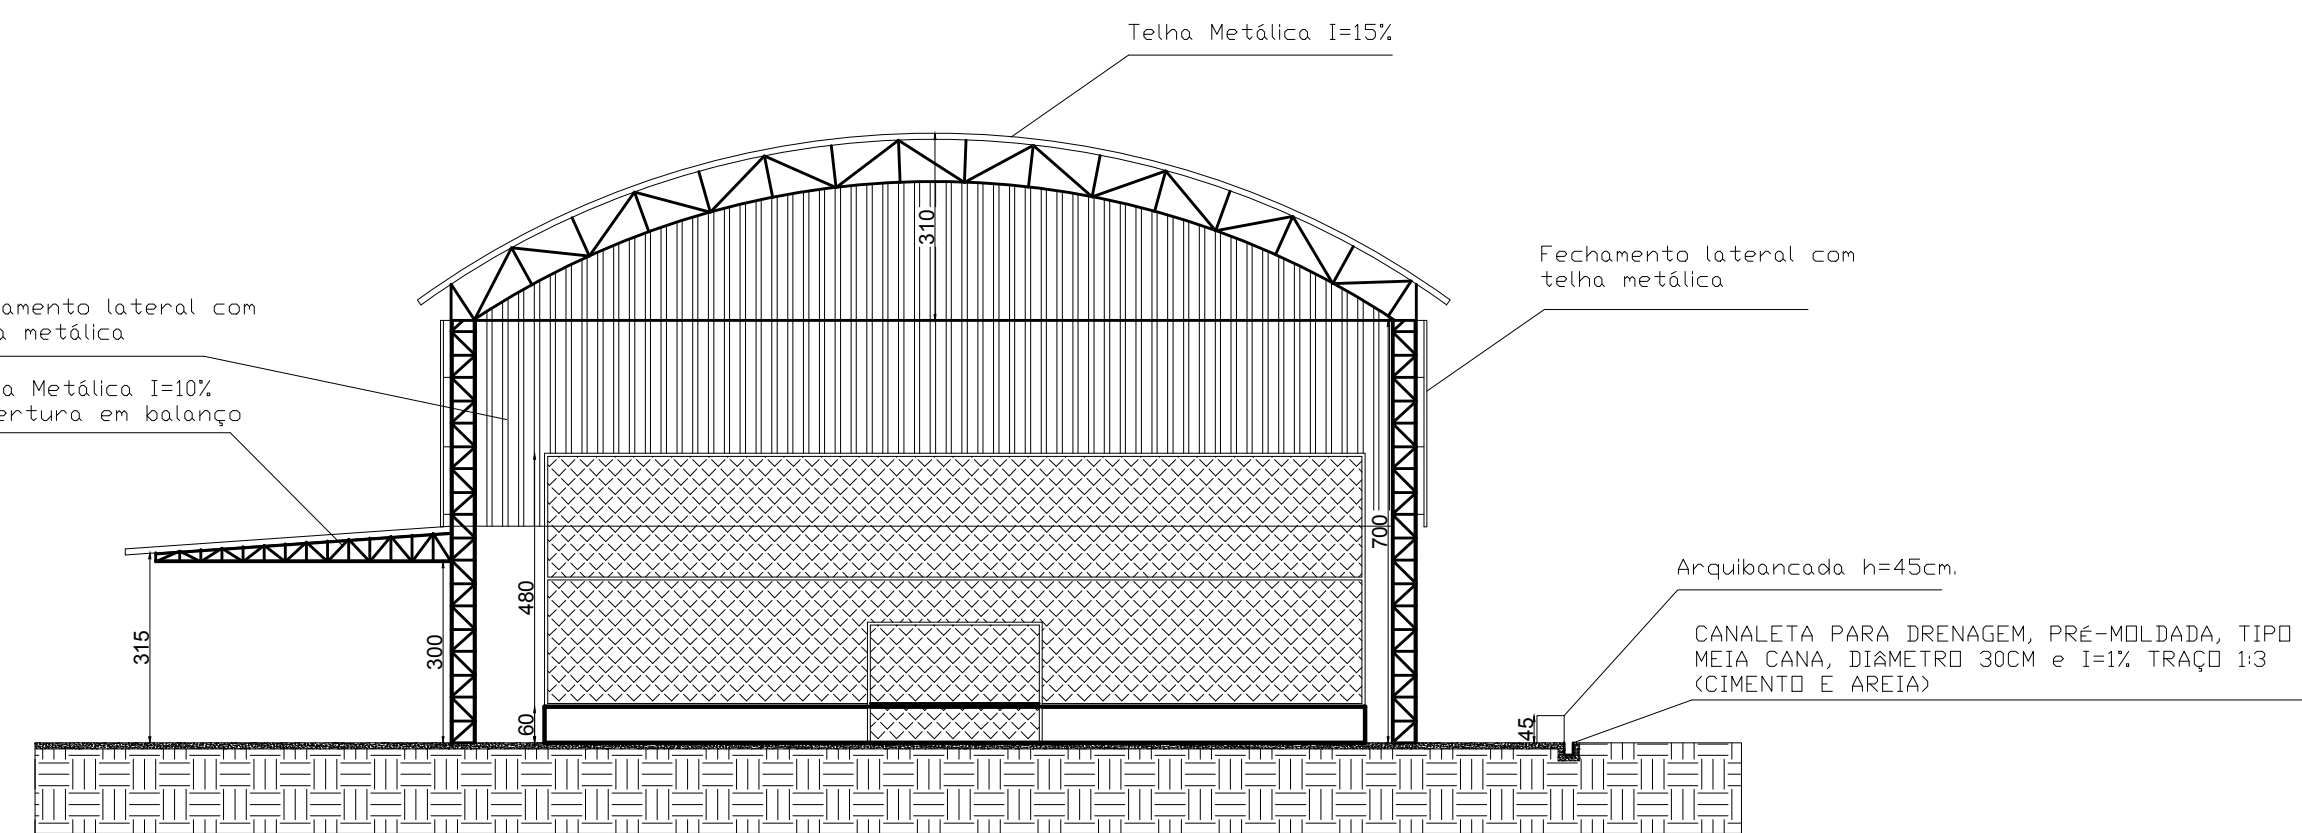 Telha Metálica I=15%
310
Fechamento lateral com
telha metálica
amento lateral com
a metálica
a Metálica I=10%
ertura em balanço
700
480
315
300
60
45
Arquibancada h=45cm.
CANALETA PARA DRENAGEM, PRé-MOLDADA, TIPO
MEIA CANA, DIâMETRO 30CM e I=1% TRAÇO 1:3
(CIMENTO E AREIA)